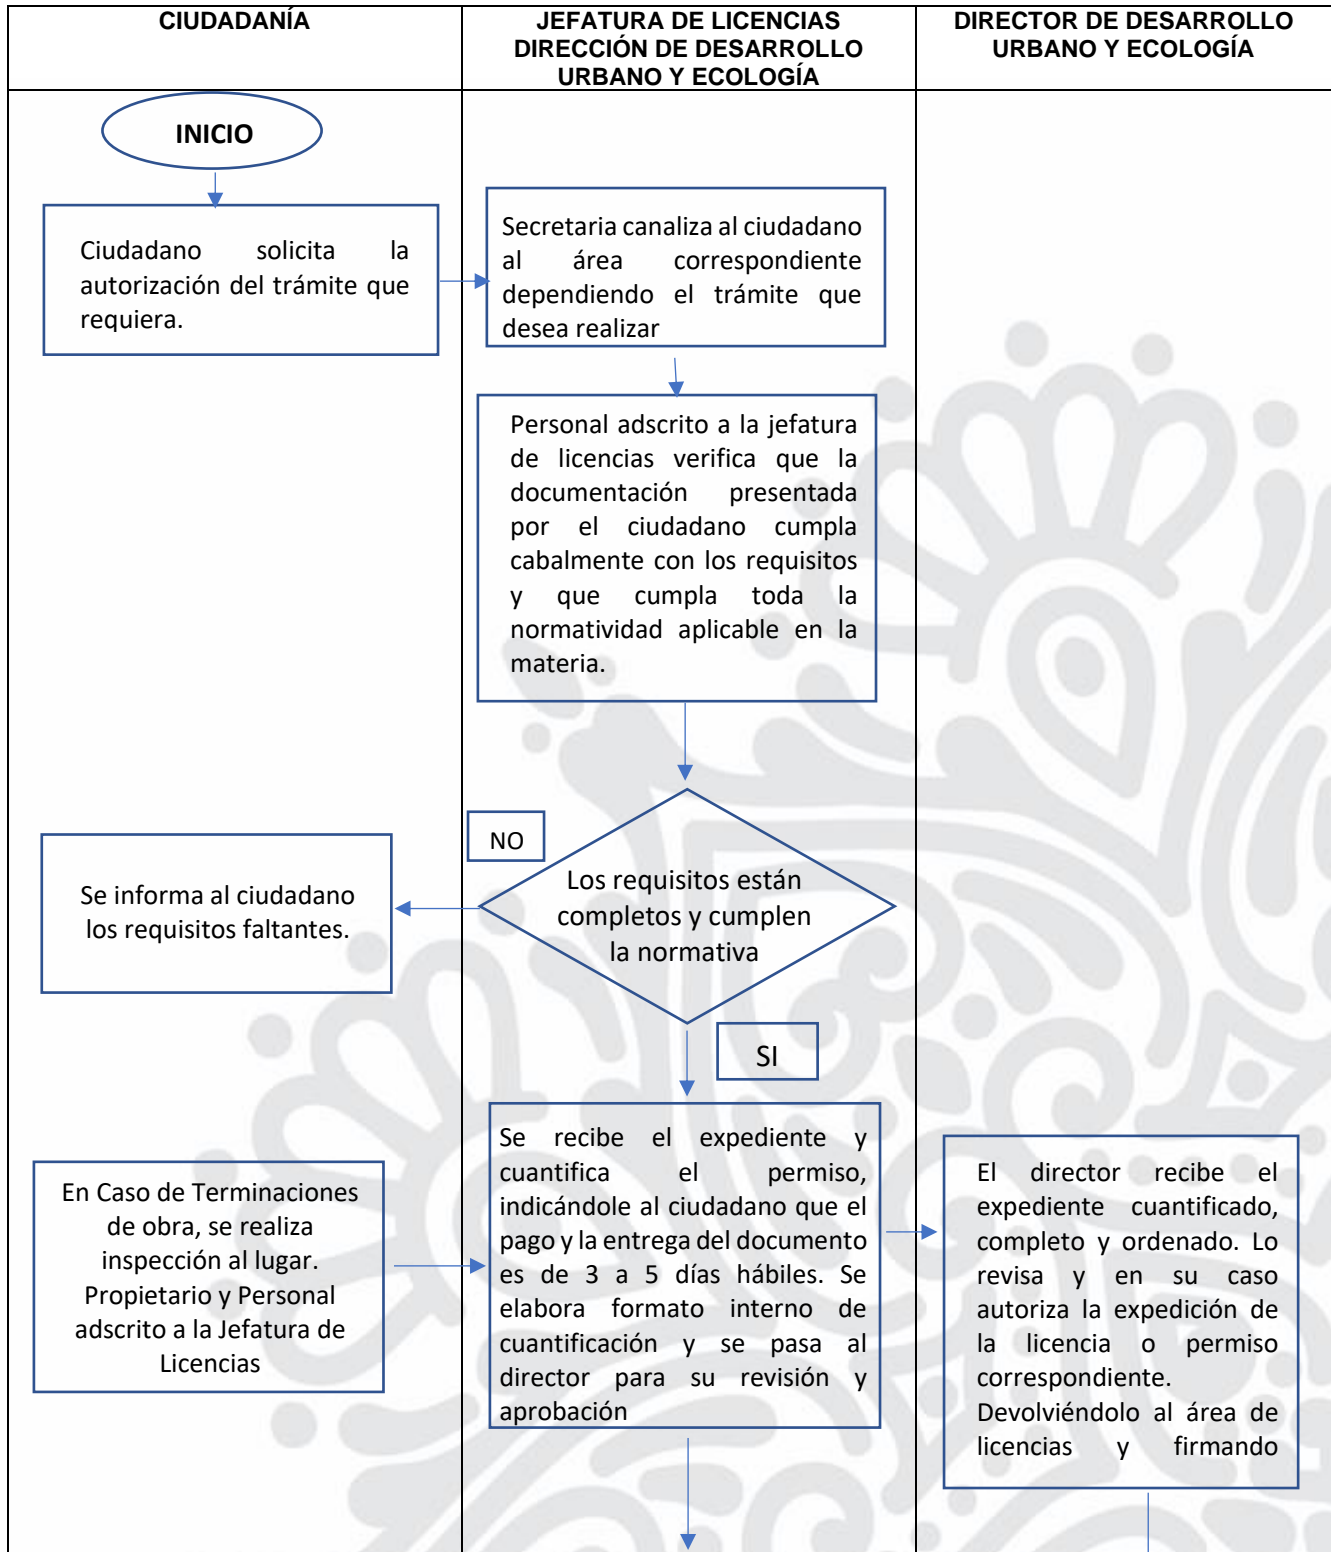 CIUDADANÍA
JEFATURA DE LICENCIAS
DIRECCIÓN DE DESARROLLO
URBANO Y ECOLOGÍA
DIRECTOR DE DESARROLLO
URBANO Y ECOLOGÍA
INICIO
Ciudadano solicita la
autorización del trámite que
requiera.
Secretaria canaliza al ciudadano
al área correspondiente
dependiendo el trámite que
desea realizar
Personal adscrito a la jefatura
de licencias verifica que la
documentación presentada
por el ciudadano cumpla
cabalmente con los requisitos
y que cumpla toda la
normatividad aplicable en la
materia.
NO
Los requisitos están
completos y cumplen
la normativa
Se informa al ciudadano
los requisitos faltantes.
SI
En Caso de Terminaciones
de obra, se realiza
inspección al lugar.
Propietario y Personal
adscrito a la Jefatura de
Licencias
Se recibe el expediente y
cuantifica el permiso,
indicándole al ciudadano que el
pago y la entrega del documento
es de 3 a 5 días hábiles. Se
elabora formato interno de
cuantificación y se pasa al
director para su revisión y
aprobación
El director recibe el
expediente cuantificado,
completo y ordenado. Lo
revisa y en su caso
autoriza la expedición de
la licencia o permiso
correspondiente.
Devolviéndolo al área de
licencias y firmando